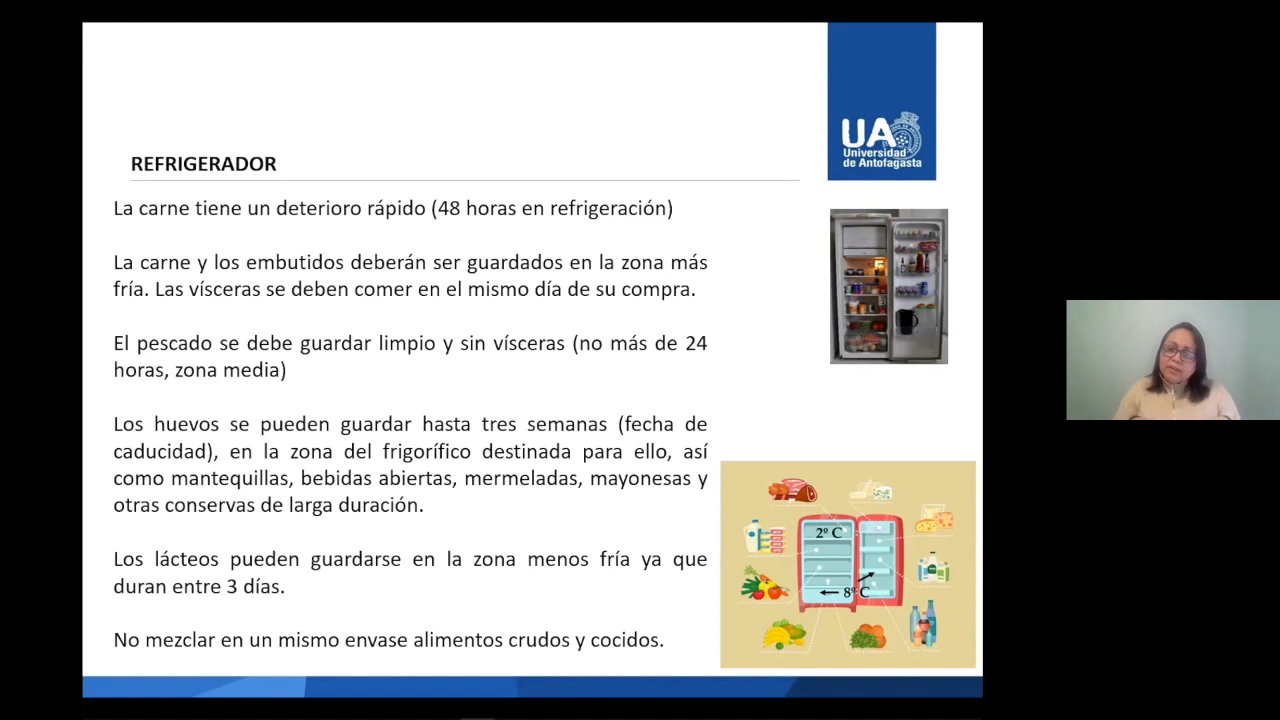 UA
Universidad
de Antofagasta
REFRIGERADOR
La carne tiene un deterioro rápido (48 horas en refrigeración)
La carne y los embutidos deberán ser guardados en la zona más
fría. Las vísceras se deben comer en el mismo día de su compra.
El pescado se debe guardar limpio y sin vísceras (no más de 24
horas, zona media)
Los huevos se pueden guardar hasta tres semanas (fecha de
caducidad), en la zona del frigorífico destinada para ello, así
como mantequillas, bebidas abiertas, mermeladas, mayonesas y
otras conservas de larga duración.
Los lácteos pueden guardarse en la zona menos fría ya que
duran entre 3 días.
No mezclar en un mismo envase alimentos crudos y cocidos.
2º C
8º C